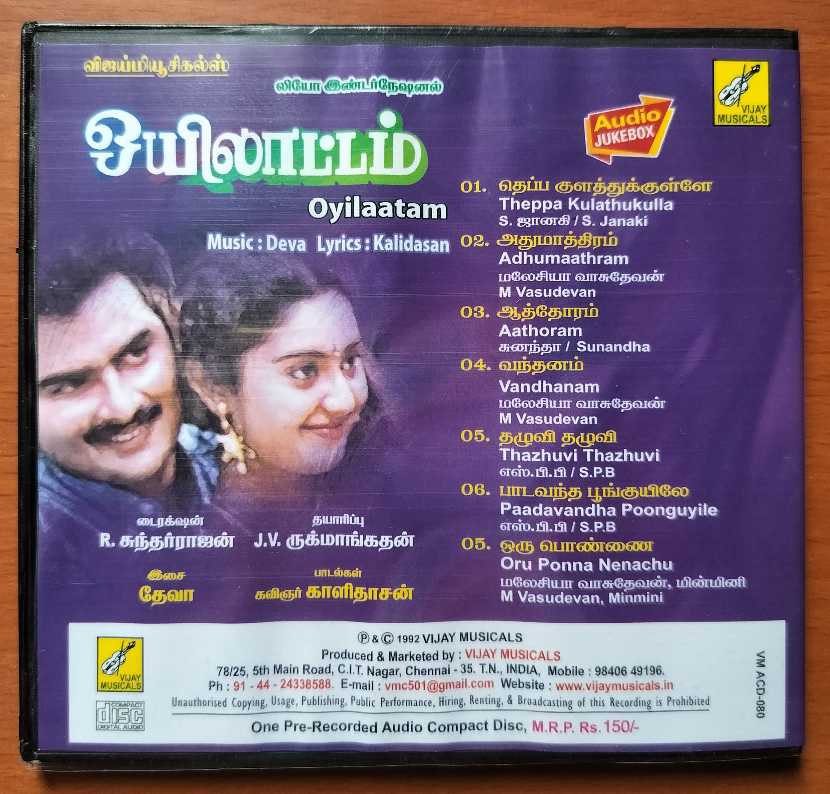 விஜய்மியூசிகல்ஸ்
லியோ இண்டர்நேஷனல்
ஒயிலாட்டம்
Oyilaatam
Music : Deva Lyrics : Kalidasan
Audio
JUKEBOX
VIJAY
MUSICALS
01. தெப்ப குளத்துக்குள்ளே
Theppa Kulathukulla
S. ஜானகி / S. Janaki
02. அதுமாத்திரம்
Adhumaathram
மலேசியா வாசுதேவன்
M Vasudevan
03. ஆத்தோரம்
Aathoram
சுனந்தா / Sunandha
04. வந்தனம்
Vandhanam
மலேசியா வாசுதேவன்
M Vasudevan
05. தழுவி தழுவி
Thazhuvi Thazhuvi
எஸ்.பி.பி / S.P.B
06. பாடவந்த பூங்குயிலே
Paadavandha Poonguyile
எஸ்.பி.பி / S.P.B
05. ஒரு பொண்ணை
Oru Ponna Nenachu
மலேசியா வாசுதேவன், மின்மினி
M Vasudevan, Minmini
டைரக்ஷன்
R. சுந்தர்ராஜன்
தயாரிப்பு
J.V. ருக்மாங்கதன்
இசை
தேவா
பாடல்கள்
கவிஞர் காளிதாசன்
VIJAY
MUSICALS
COMPACT
disc
DIGITAL AUDIO
Ⓟ & © 1992 VIJAY MUSICALS
Produced & Marketed by : VIJAY MUSICALS
78/25, 5th Main Road, C.I.T. Nagar, Chennai - 35. T.N., INDIA, Mobile : 98406 49196.
Ph : 91 - 44 - 24338588. E-mail : vmc501@gmail.com Website : www.vijaymusicals.in
Unauthorised Copying, Usage, Publishing, Public Performance, Hiring, Renting, & Broadcasting of this Recording is Prohibited
One Pre-Recorded Audio Compact Disc, M.R.P. Rs. 150/-
VM ACD-080